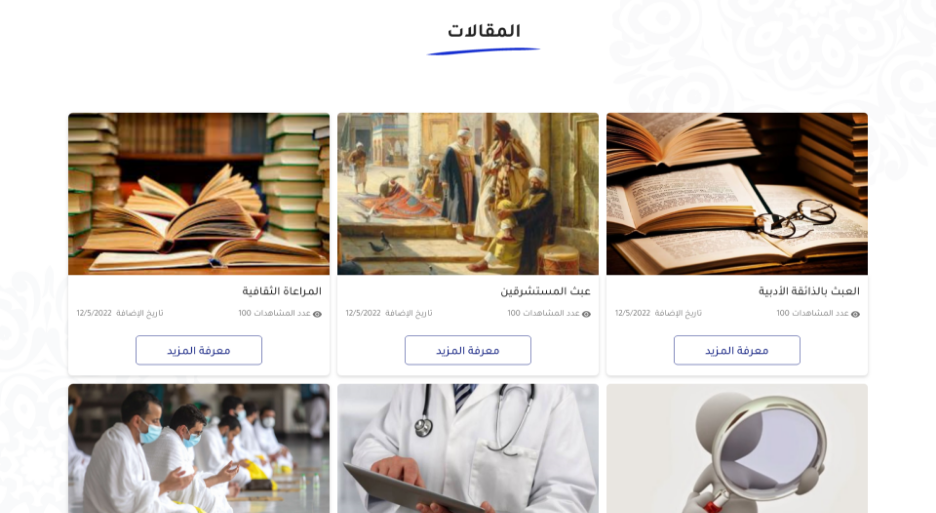 المقالات
العبث بالذائقة الأدبية
عدد المشاهدات 100
تاريخ الإضافة 12/5/2022
معرفة المزيد
عبث المستشرقين
عدد المشاهدات 100
تاريخ الإضافة 12/5/2022
معرفة المزيد
المراعاة الثقافية
عدد المشاهدات 100
تاريخ الإضافة 12/5/2022
معرفة المزيد